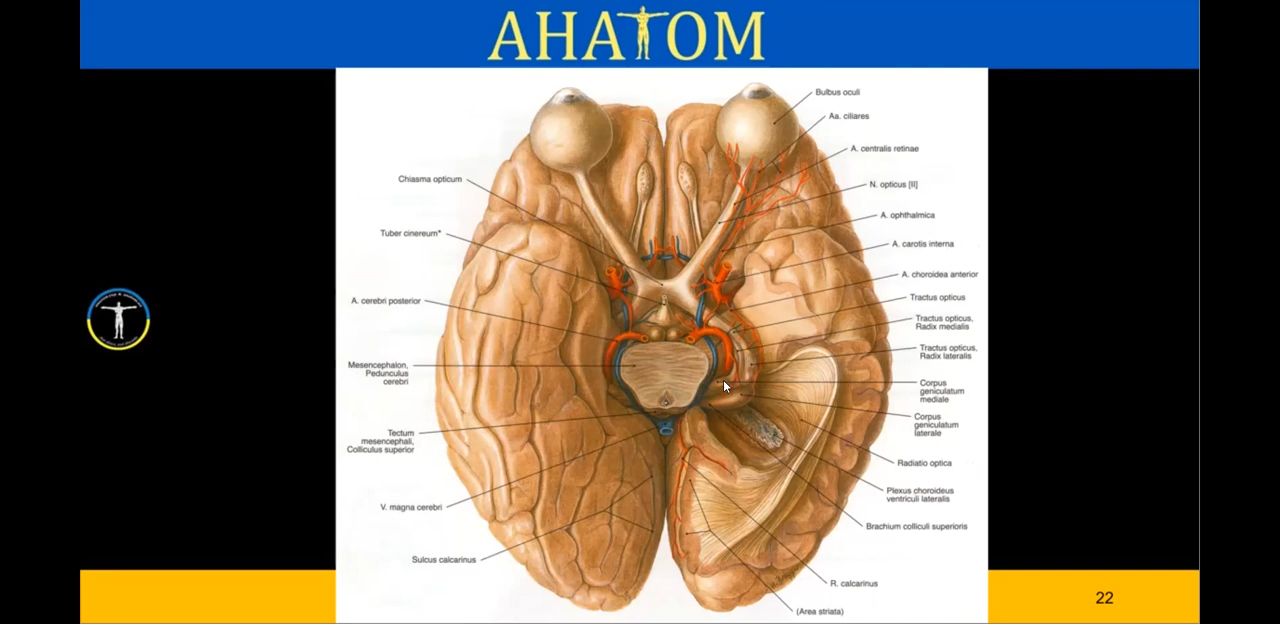 АНАТОМ
Bulbus oculi
Aa. ciliares
A. centralis retinae
N. opticus [II]
A. ophthalmica
A. carotis interna
A. choroidea anterior
Tractus opticus
Tractus opticus,
Radix medialis
Tractus opticus,
Radix lateralis
Corpus
geniculatum
mediale
Corpus
geniculatum
laterale
Radiatio optica
Plexus choroideus
ventriculi lateralis
Brachium colliculi superioris
R. calcarinus
(Area striata)
Chiasma opticum
Tuber cinereum*
A. cerebri posterior
Mesencephalon,
Pedunculus
cerebri
Tectum
mesencephali,
Colliculus superior
V. magna cerebri
Sulcus calcarinus
22